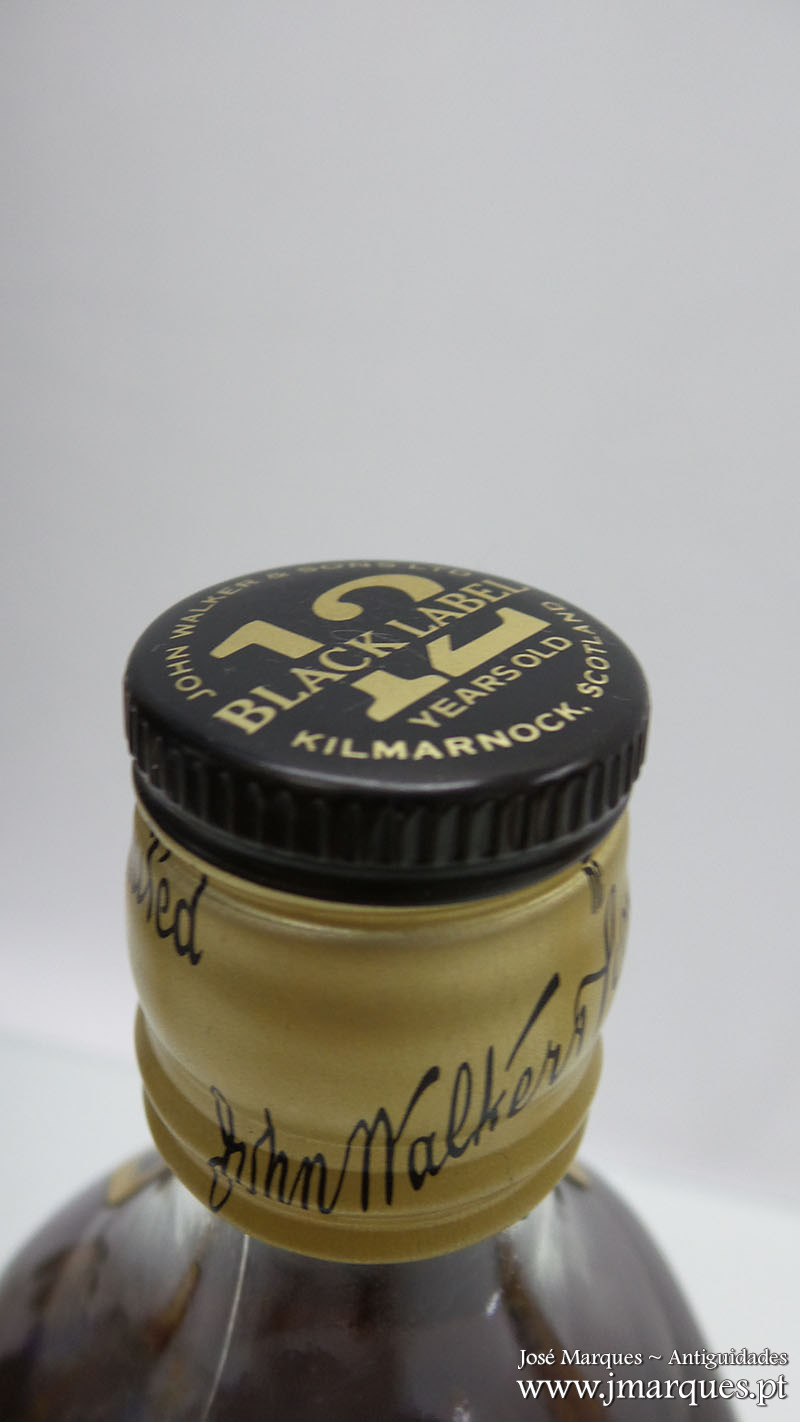 JOHN WALKER & SONS LTD
12
BLACK LABEL
YEARS OLD
KILMARNOCK, SCOTLAND
John Walker &
José Marques ~ Antiguidades
www.jmarques.pt